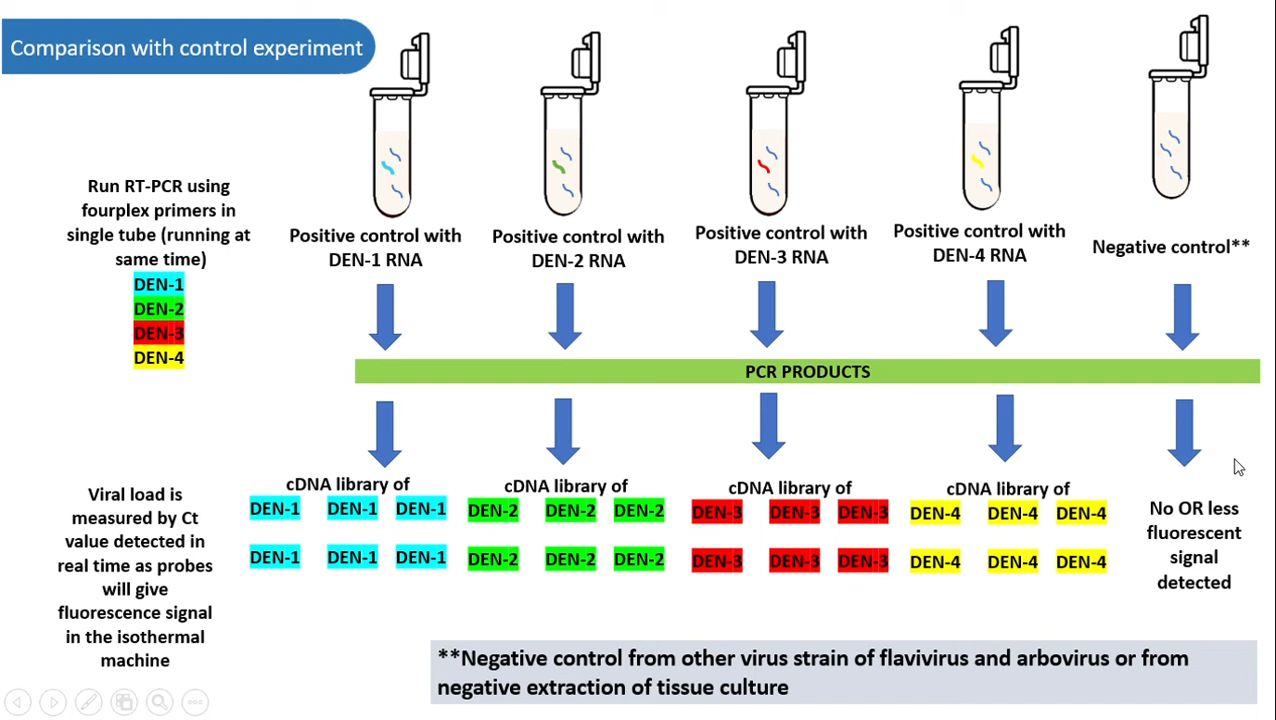 Comparison with control experiment
Run RT-PCR using
fourplex primers in
single tube (running at
same time)
DEN-1
DEN-2
DEN-3
DEN-4
Positive control with
DEN-1 RNA
Positive control with
DEN-2 RNA
Positive control with
DEN-3 RNA
Positive control with
DEN-4 RNA
Negative control**
PCR PRODUCTS
Viral load is
measured by Ct
value detected in
real time as probes
will give
fluorescence signal
in the isothermal
machine
cDNA library of
DEN-1 DEN-1 DEN-1
DEN-1 DEN-1 DEN-1
cDNA library of
DEN-2 DEN-2 DEN-2
DEN-2 DEN-2 DEN-2
cDNA library of
DEN-3 DEN-3 DEN-3
DEN-3 DEN-3 DEN-3
cDNA library of
DEN-4 DEN-4 DEN-4
DEN-4 DEN-4 DEN-4
No OR less
fluorescent
signal
detected
**Negative control from other virus strain of flavivirus and arbovirus or from
negative extraction of tissue culture